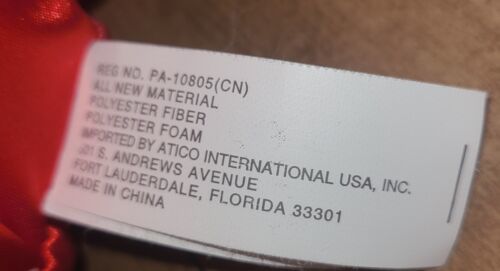 REG NO. PA-10805(CN)
ALL NEW MATERIAL
POLYESTER FIBER
POLYESTER FOAM
IMPORTED BY ATICO INTERNATIONAL USA, INC.
501 S. ANDREWS AVENUE
FORT LAUDERDALE, FLORIDA 33301
MADE IN CHINA